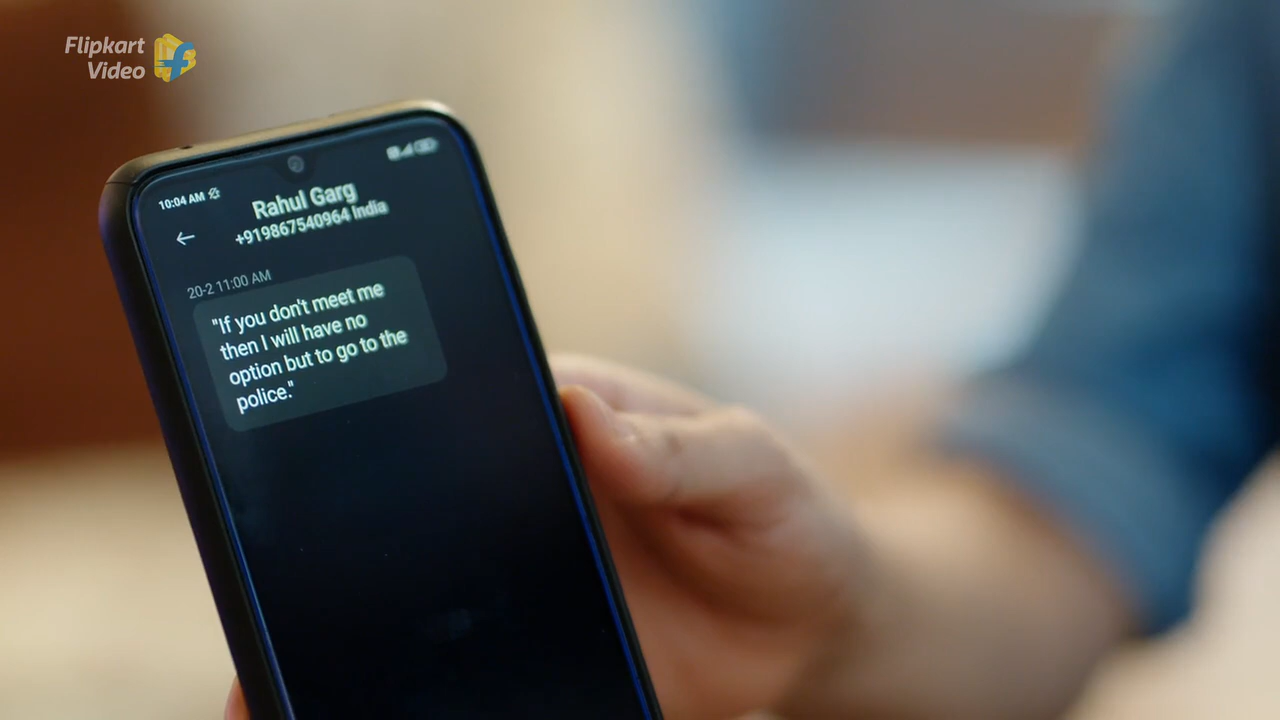 Flipkart
Video
10:04 AM
Rahul Garg
+919867540964 India
20-2 11:00 AM
"If you don't meet me
then I will have no
option but to go to the
police."